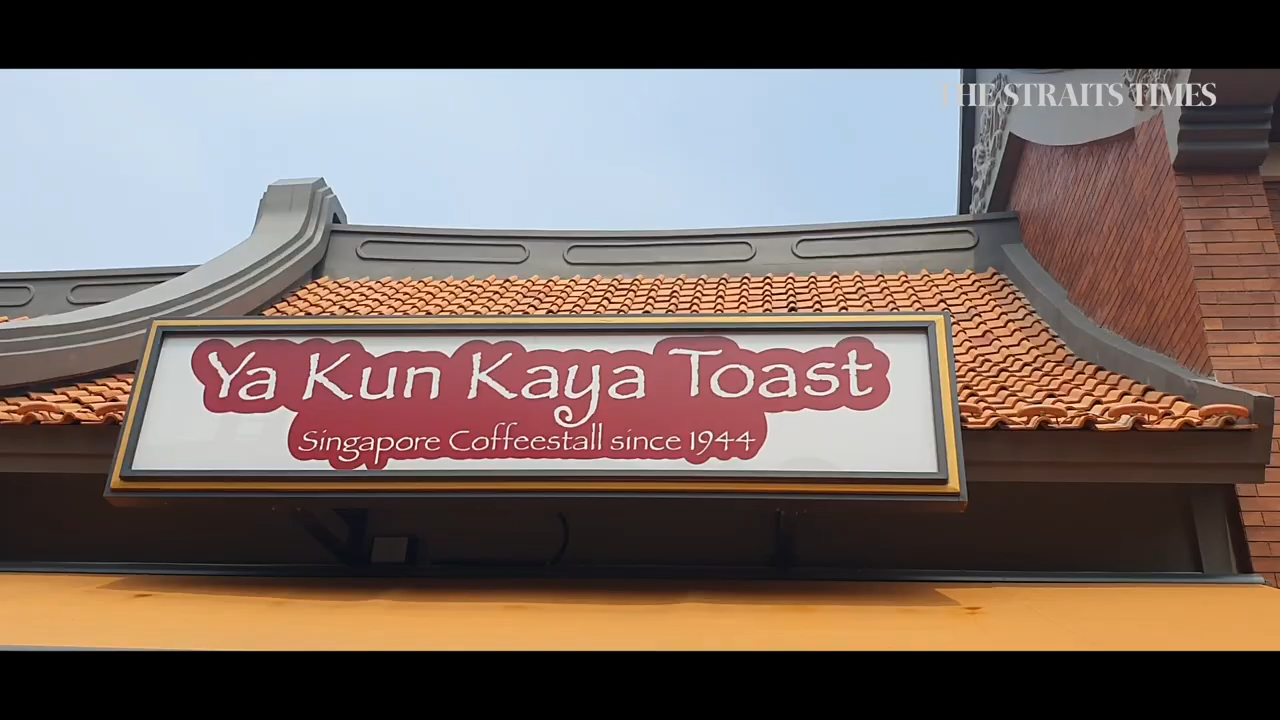 THE STRAITS TIMES
Ya Kun Kaya Toast
Singapore Coffeestall since 1944